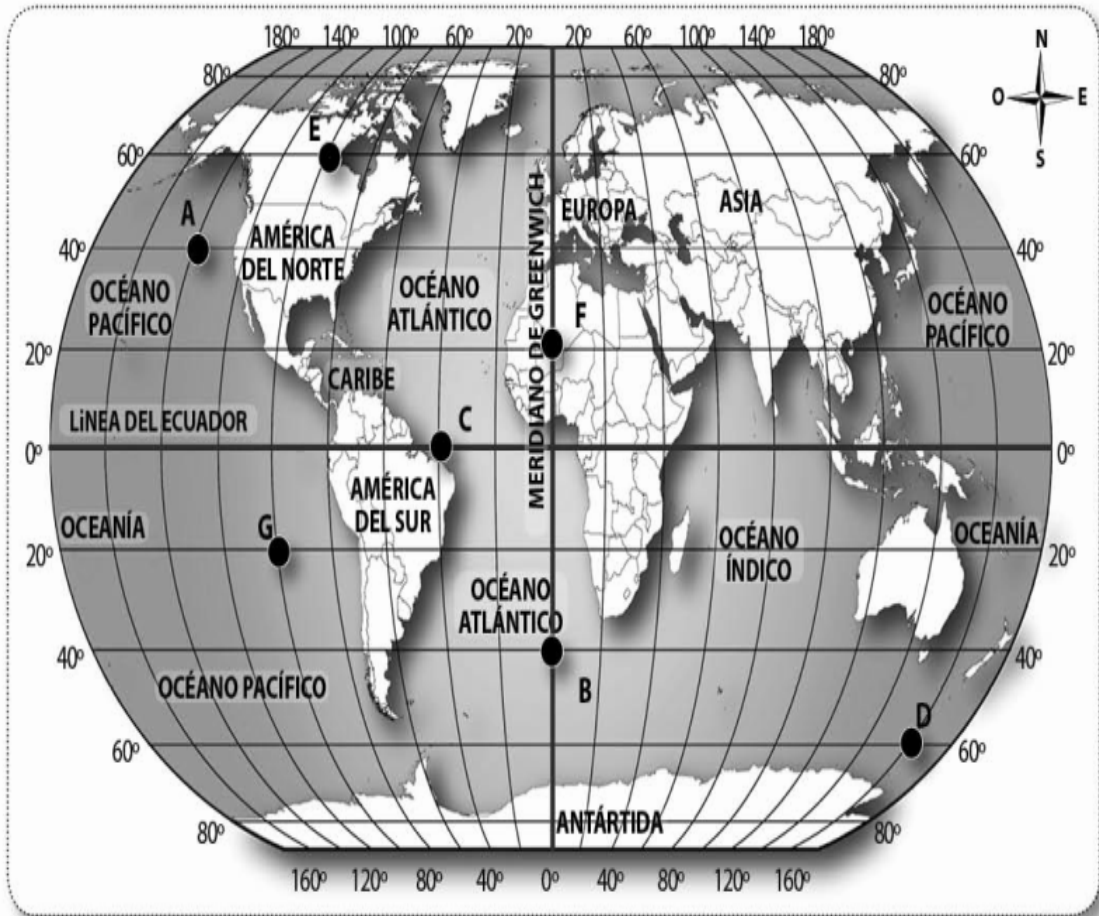 180º 140º 100º 60º 20º 20º 60º 100º 140º 180º
N
O E
S
80º 80º
E
60º 60º
MERIDIANO DE GREENWICH
EUROPA
ASIA
A
AMÉRICA
DEL NORTE
40º 40º
OCÉANO
PACÍFICO
OCÉANO
ATLÁNTICO
F
OCÉANO
PACÍFICO
20º 20º
CARIBE
LiNEA DEL ECUADOR
C
0º 0º
AMÉRICA
DEL SUR
OCEANÍA
G
OCÉANO
ÍNDICO
OCEANÍA
20º 20º
OCÉANO
ATLÁNTICO
40º 40º
OCÉANO PACÍFICO
B
D
60º 60º
ANTÁRTIDA
80º 80º
160º 120º 80º 40º 0º 40º 80º 120º 160º